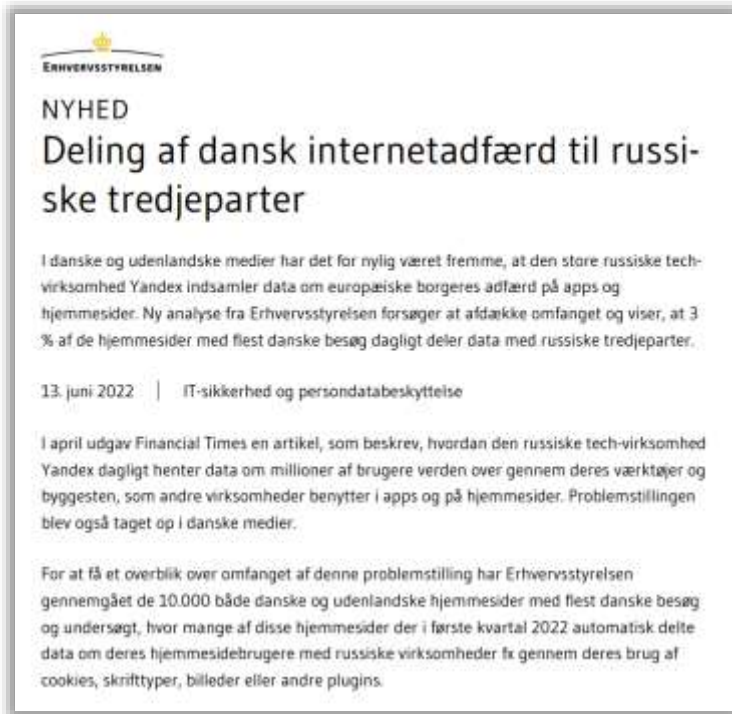 ERHVERVSSTYRELSEN
NYHED
Deling af dansk internetadfærd til russi-
ske tredjeparter
I danske og udenlandske medier har det for nylig været fremme, at den store russiske tech-
virksomhed Yandex indsamler data om europæiske borgeres adfærd på apps og
hjemmesider. Ny analyse fra Erhvervsstyrelsen forsøger at afdække omfanget og viser, at 3
% af de hjemmesider med flest danske besøg dagligt deler data med russiske tredjeparter.
13. juni 2022 | IT-sikkerhed og persondatabeskyttelse
I april udgav Financial Times en artikel, som beskrev, hvordan den russiske tech-virksomhed
Yandex dagligt henter data om millioner af brugere verden over gennem deres værktøjer og
byggesten, som andre virksomheder benytter i apps og på hjemmesider. Problemstillingen
blev også taget op i danske medier.
For at få et overblik over omfanget af denne problemstilling har Erhvervsstyrelsen
gennemgået de 10.000 både danske og udenlandske hjemmesider med flest danske besøg
og undersøgt, hvor mange af disse hjemmesider der i første kvartal 2022 automatisk delte
data om deres hjemmesidebrugere med russiske virksomheder fx gennem deres brug af
cookies, skrifttyper, billeder eller andre plugins.